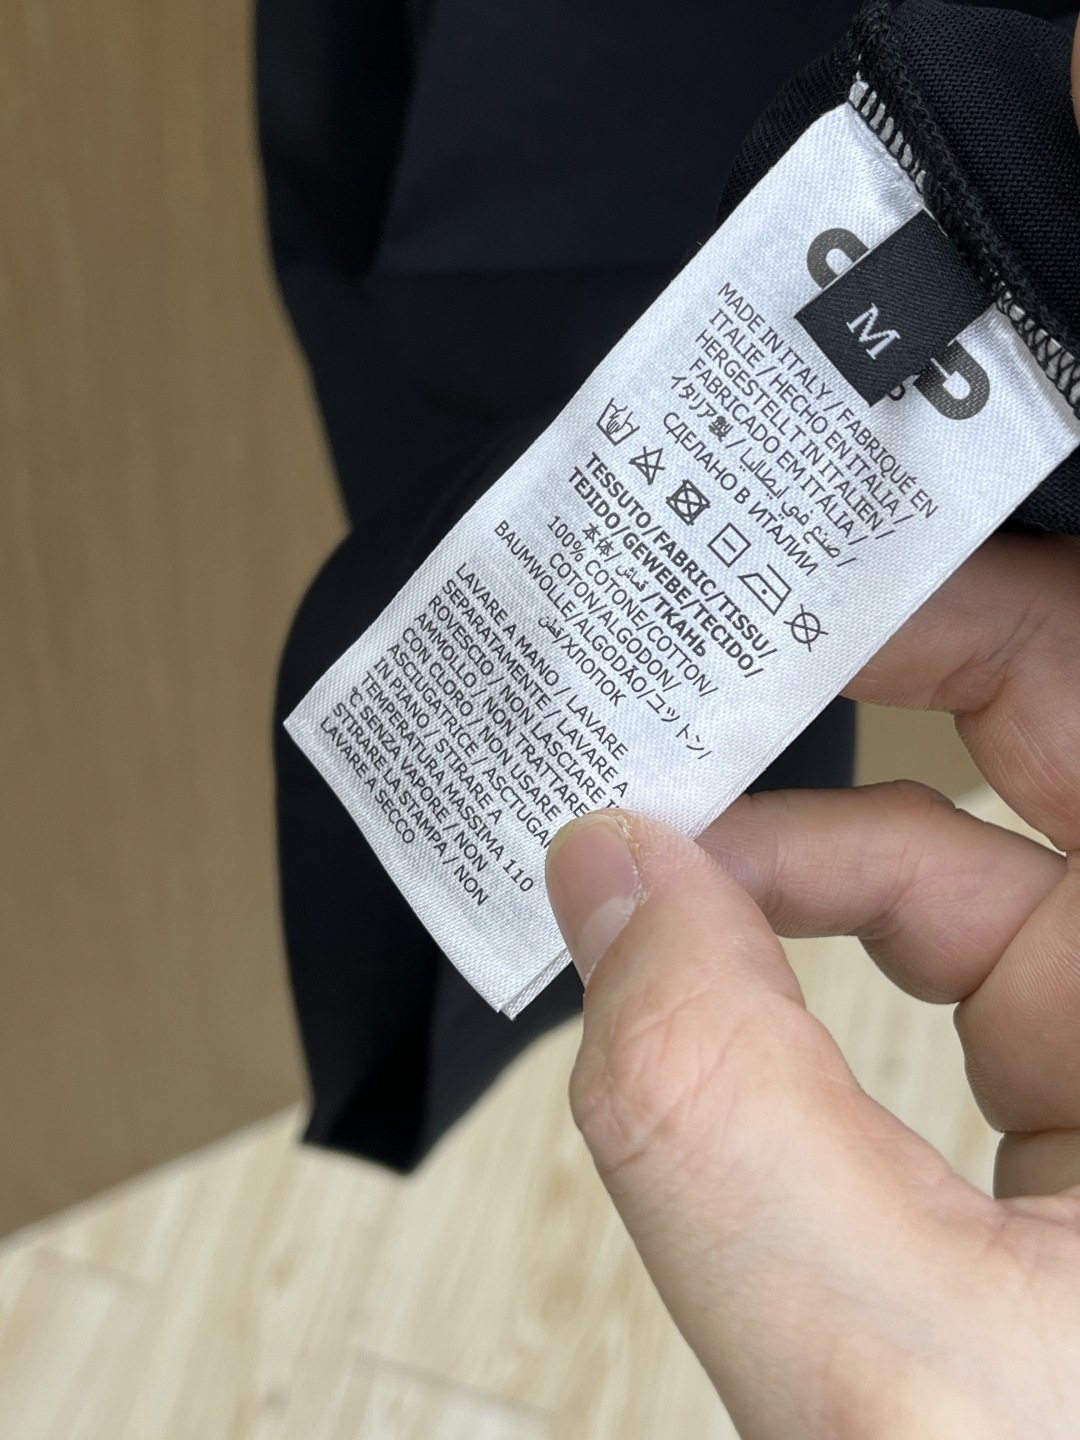 M
MADE IN ITALY / FABRIQUÉ EN
ITALIE / HECHO EN ITALIA /
HERGESTELLT IN ITALIEN /
FABRICADO EM ITÁLIA /
イタリア製 / صنع في إيطاليا /
СДЕЛАНО В ИТАЛИИ
TESSUTO/FABRIC/TISSU/
TEJIDO/GEWEBE/TECIDO/
本体/قماش/ТКАНЬ
100% COTONE/COTTON/
COTON/ALGODON/
BAUMWOLLE/ALGODÃO/コットン/
قطن/ХЛОПОК
LAVARE A MANO / LAVARE
SEPARATAMENTE / LAVARE A
ROVESCIO / NON LASCIARE
AMMOLLO / NON TRATTARE
CON CLORO / NON USARE
ASCIUGATRICE / ASCTUGAR
IN PIANO / STIRARE A
TEMPERATURA MASSIMA 110
°C SENZA VAPORE / NON
STIRARE LA STAMPA / NON
LAVARE A SECCO